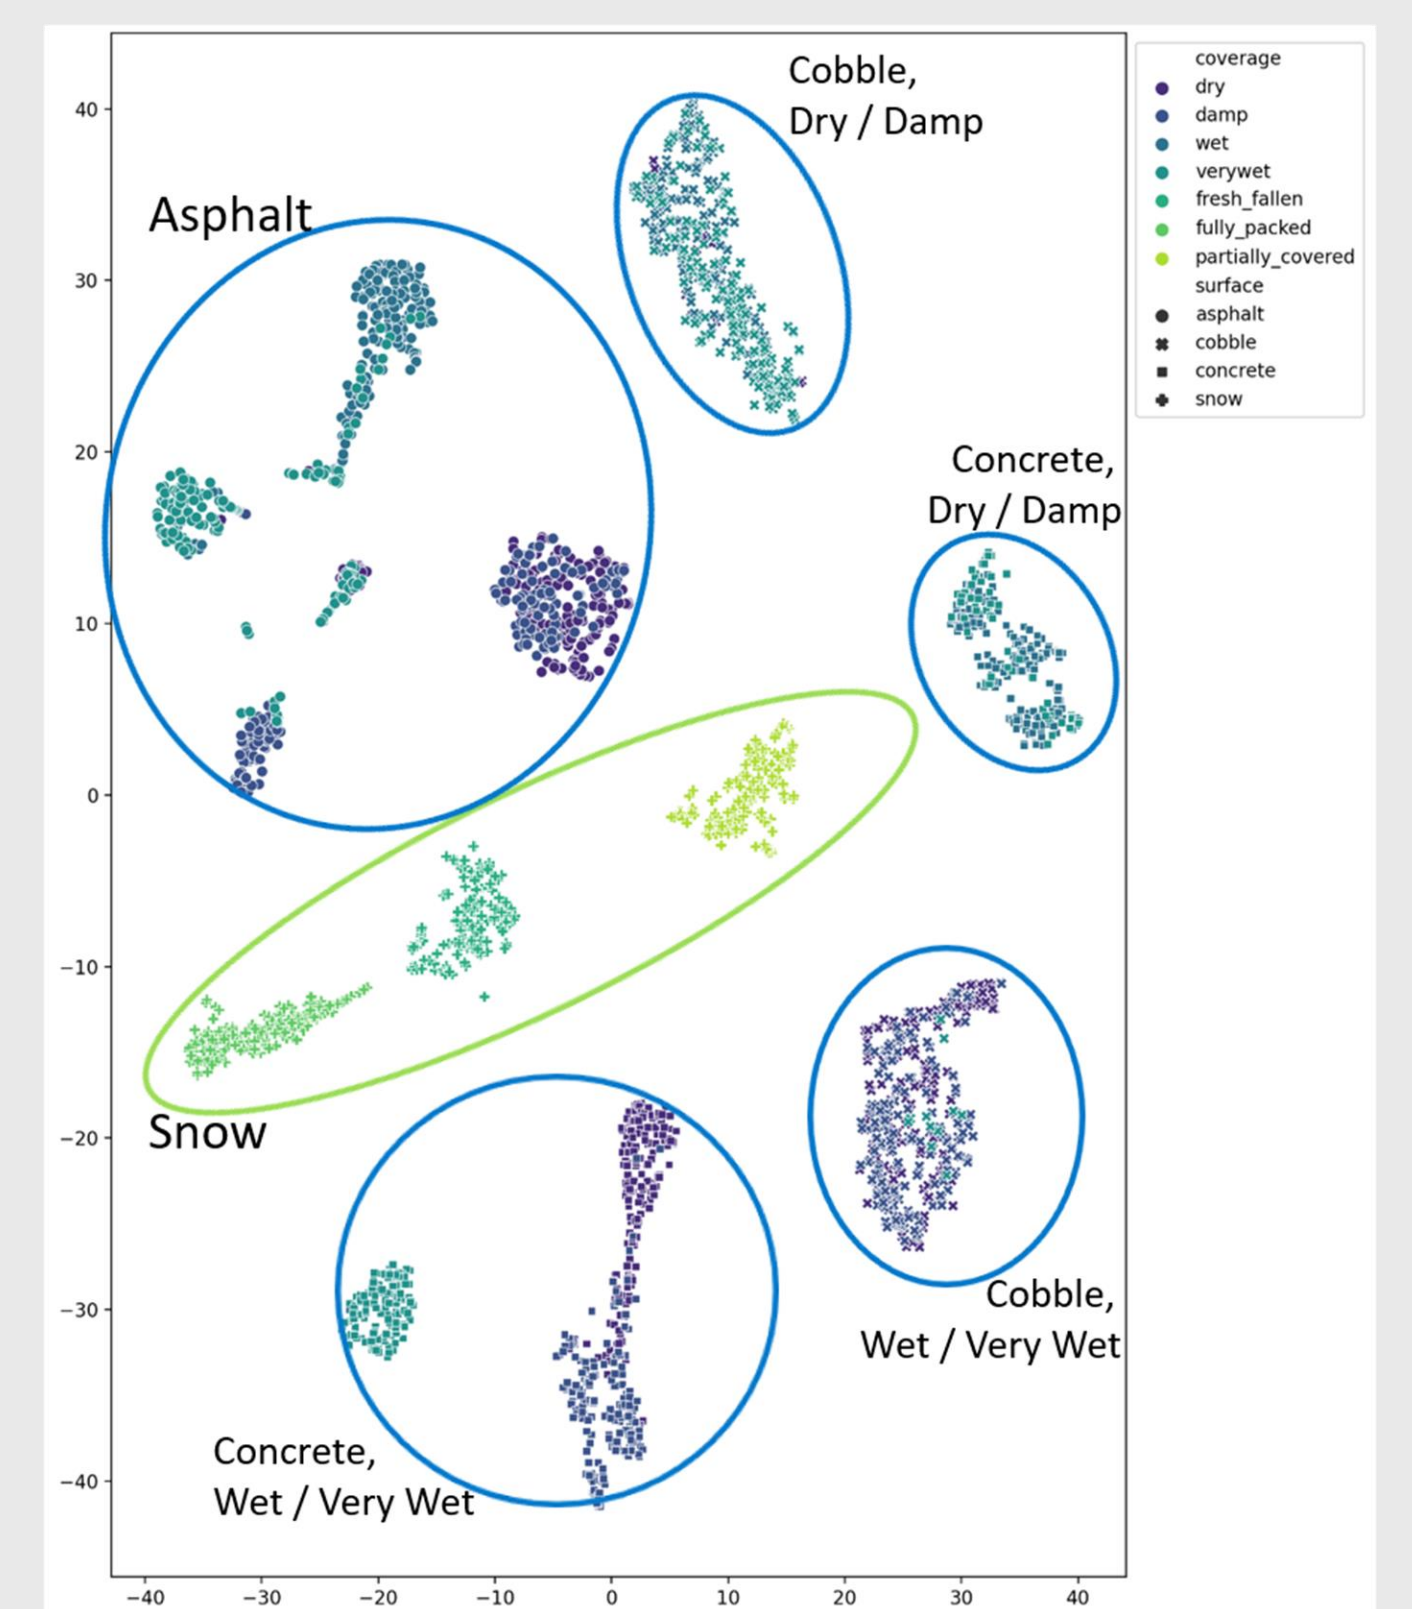 Cobble,
Dry / Damp
Asphalt
Concrete,
Dry / Damp
Snow
Cobble,
Wet / Very Wet
Concrete,
Wet / Very Wet
coverage
dry
damp
wet
verywet
fresh_fallen
fully_packed
partially_covered
surface
asphalt
cobble
concrete
snow
40
30
20
10
0
−10
−20
−30
−40
−40 −30 −20 −10 0 10 20 30 40